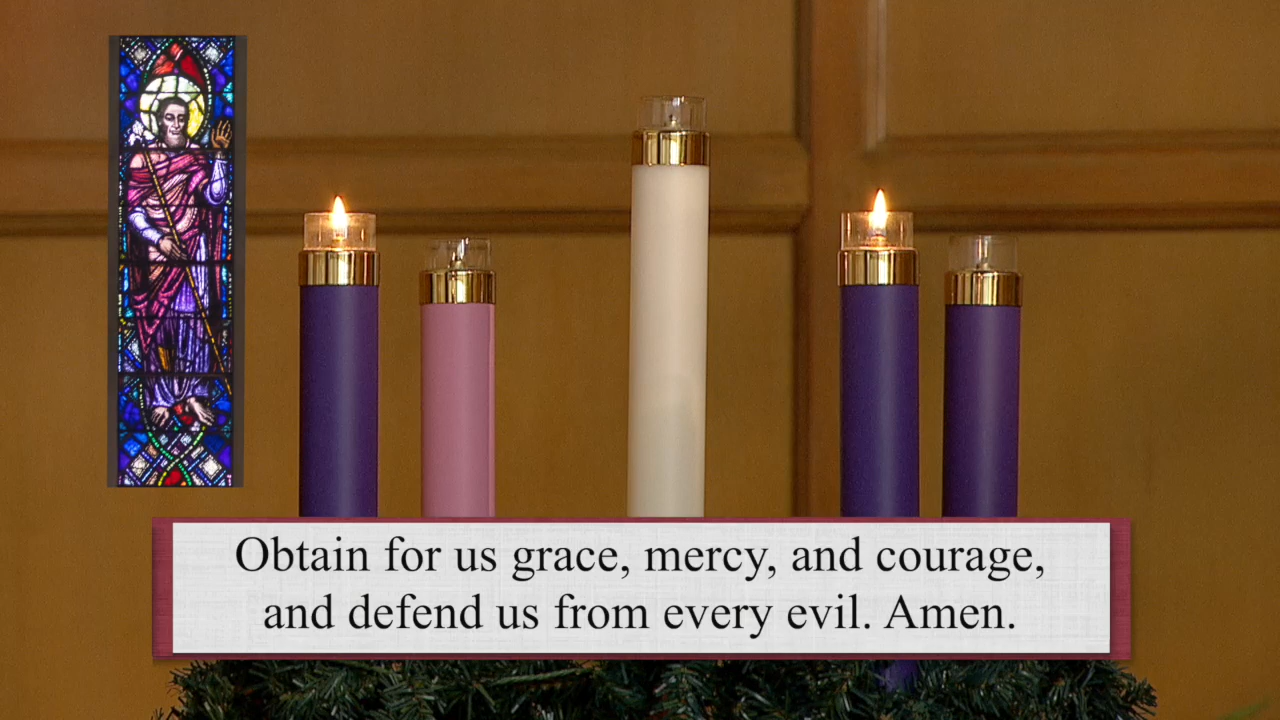 Obtain for us grace, mercy, and courage,
and defend us from every evil. Amen.